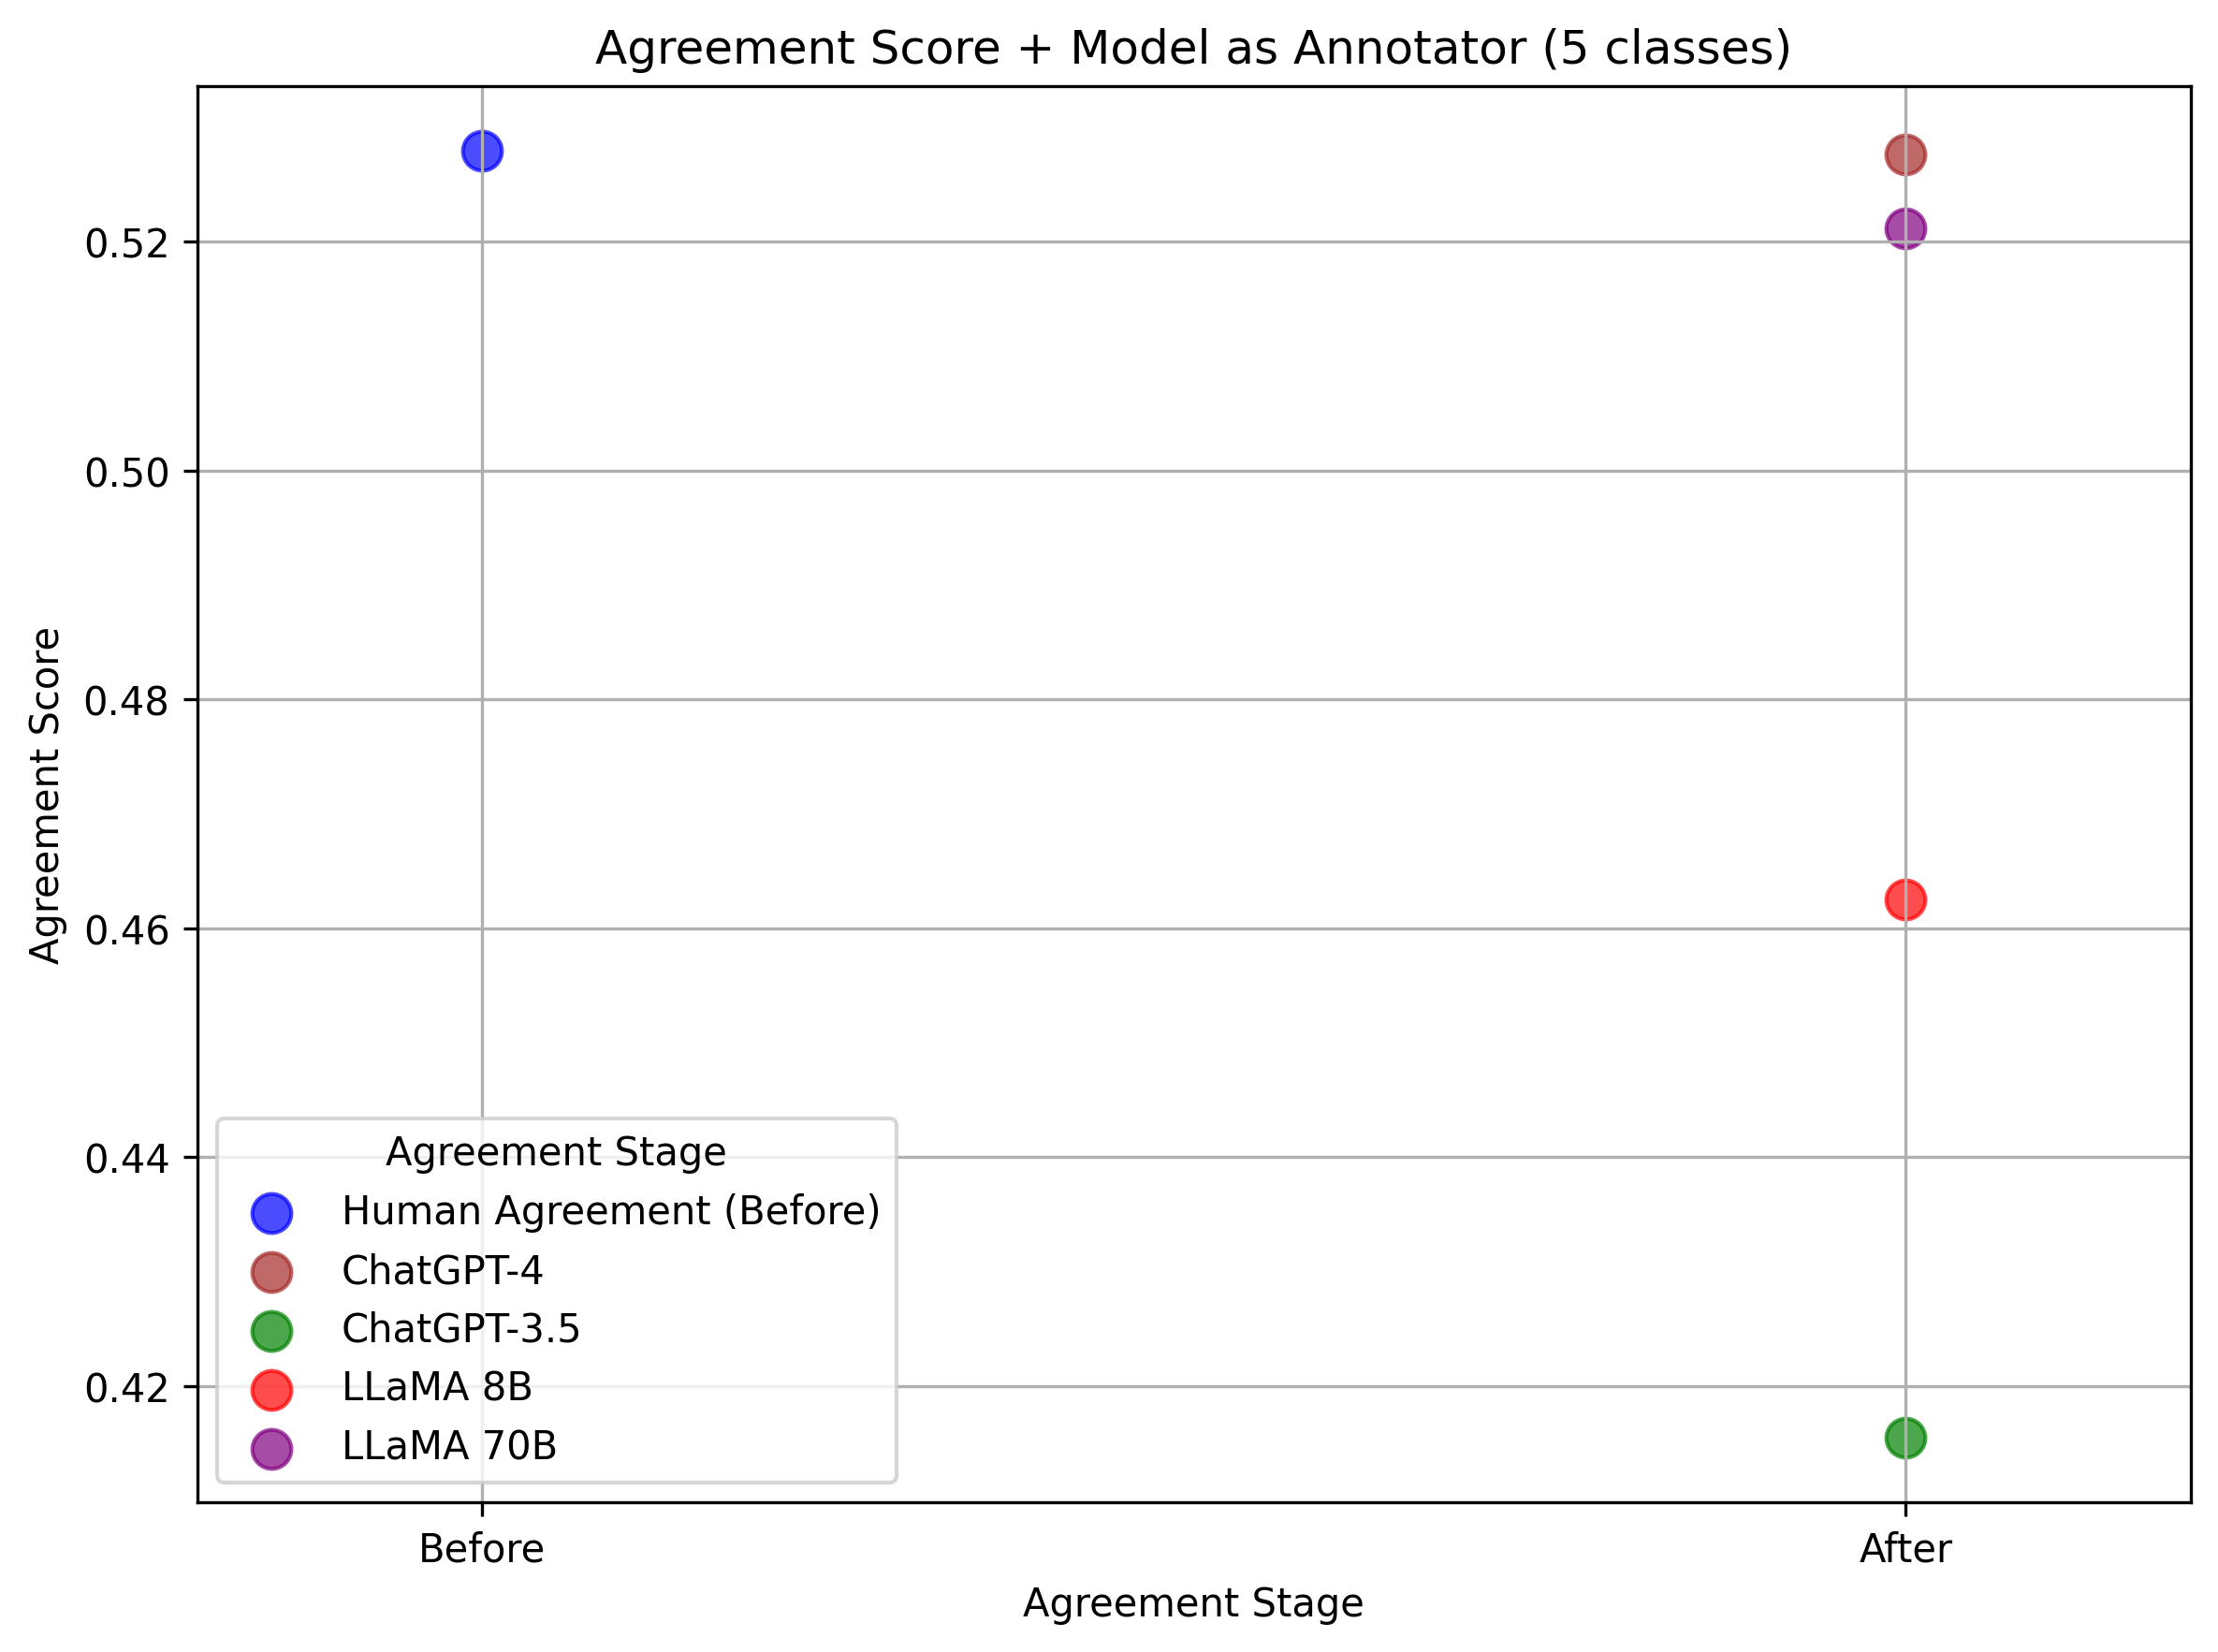 Agreement Score + Model as Annotator (5 classes)
Agreement Score
0.52
0.50
0.48
0.46
0.44
0.42
Agreement Stage
Human Agreement (Before)
ChatGPT-4
ChatGPT-3.5
LLaMA 8B
LLaMA 70B
Before
After
Agreement Stage